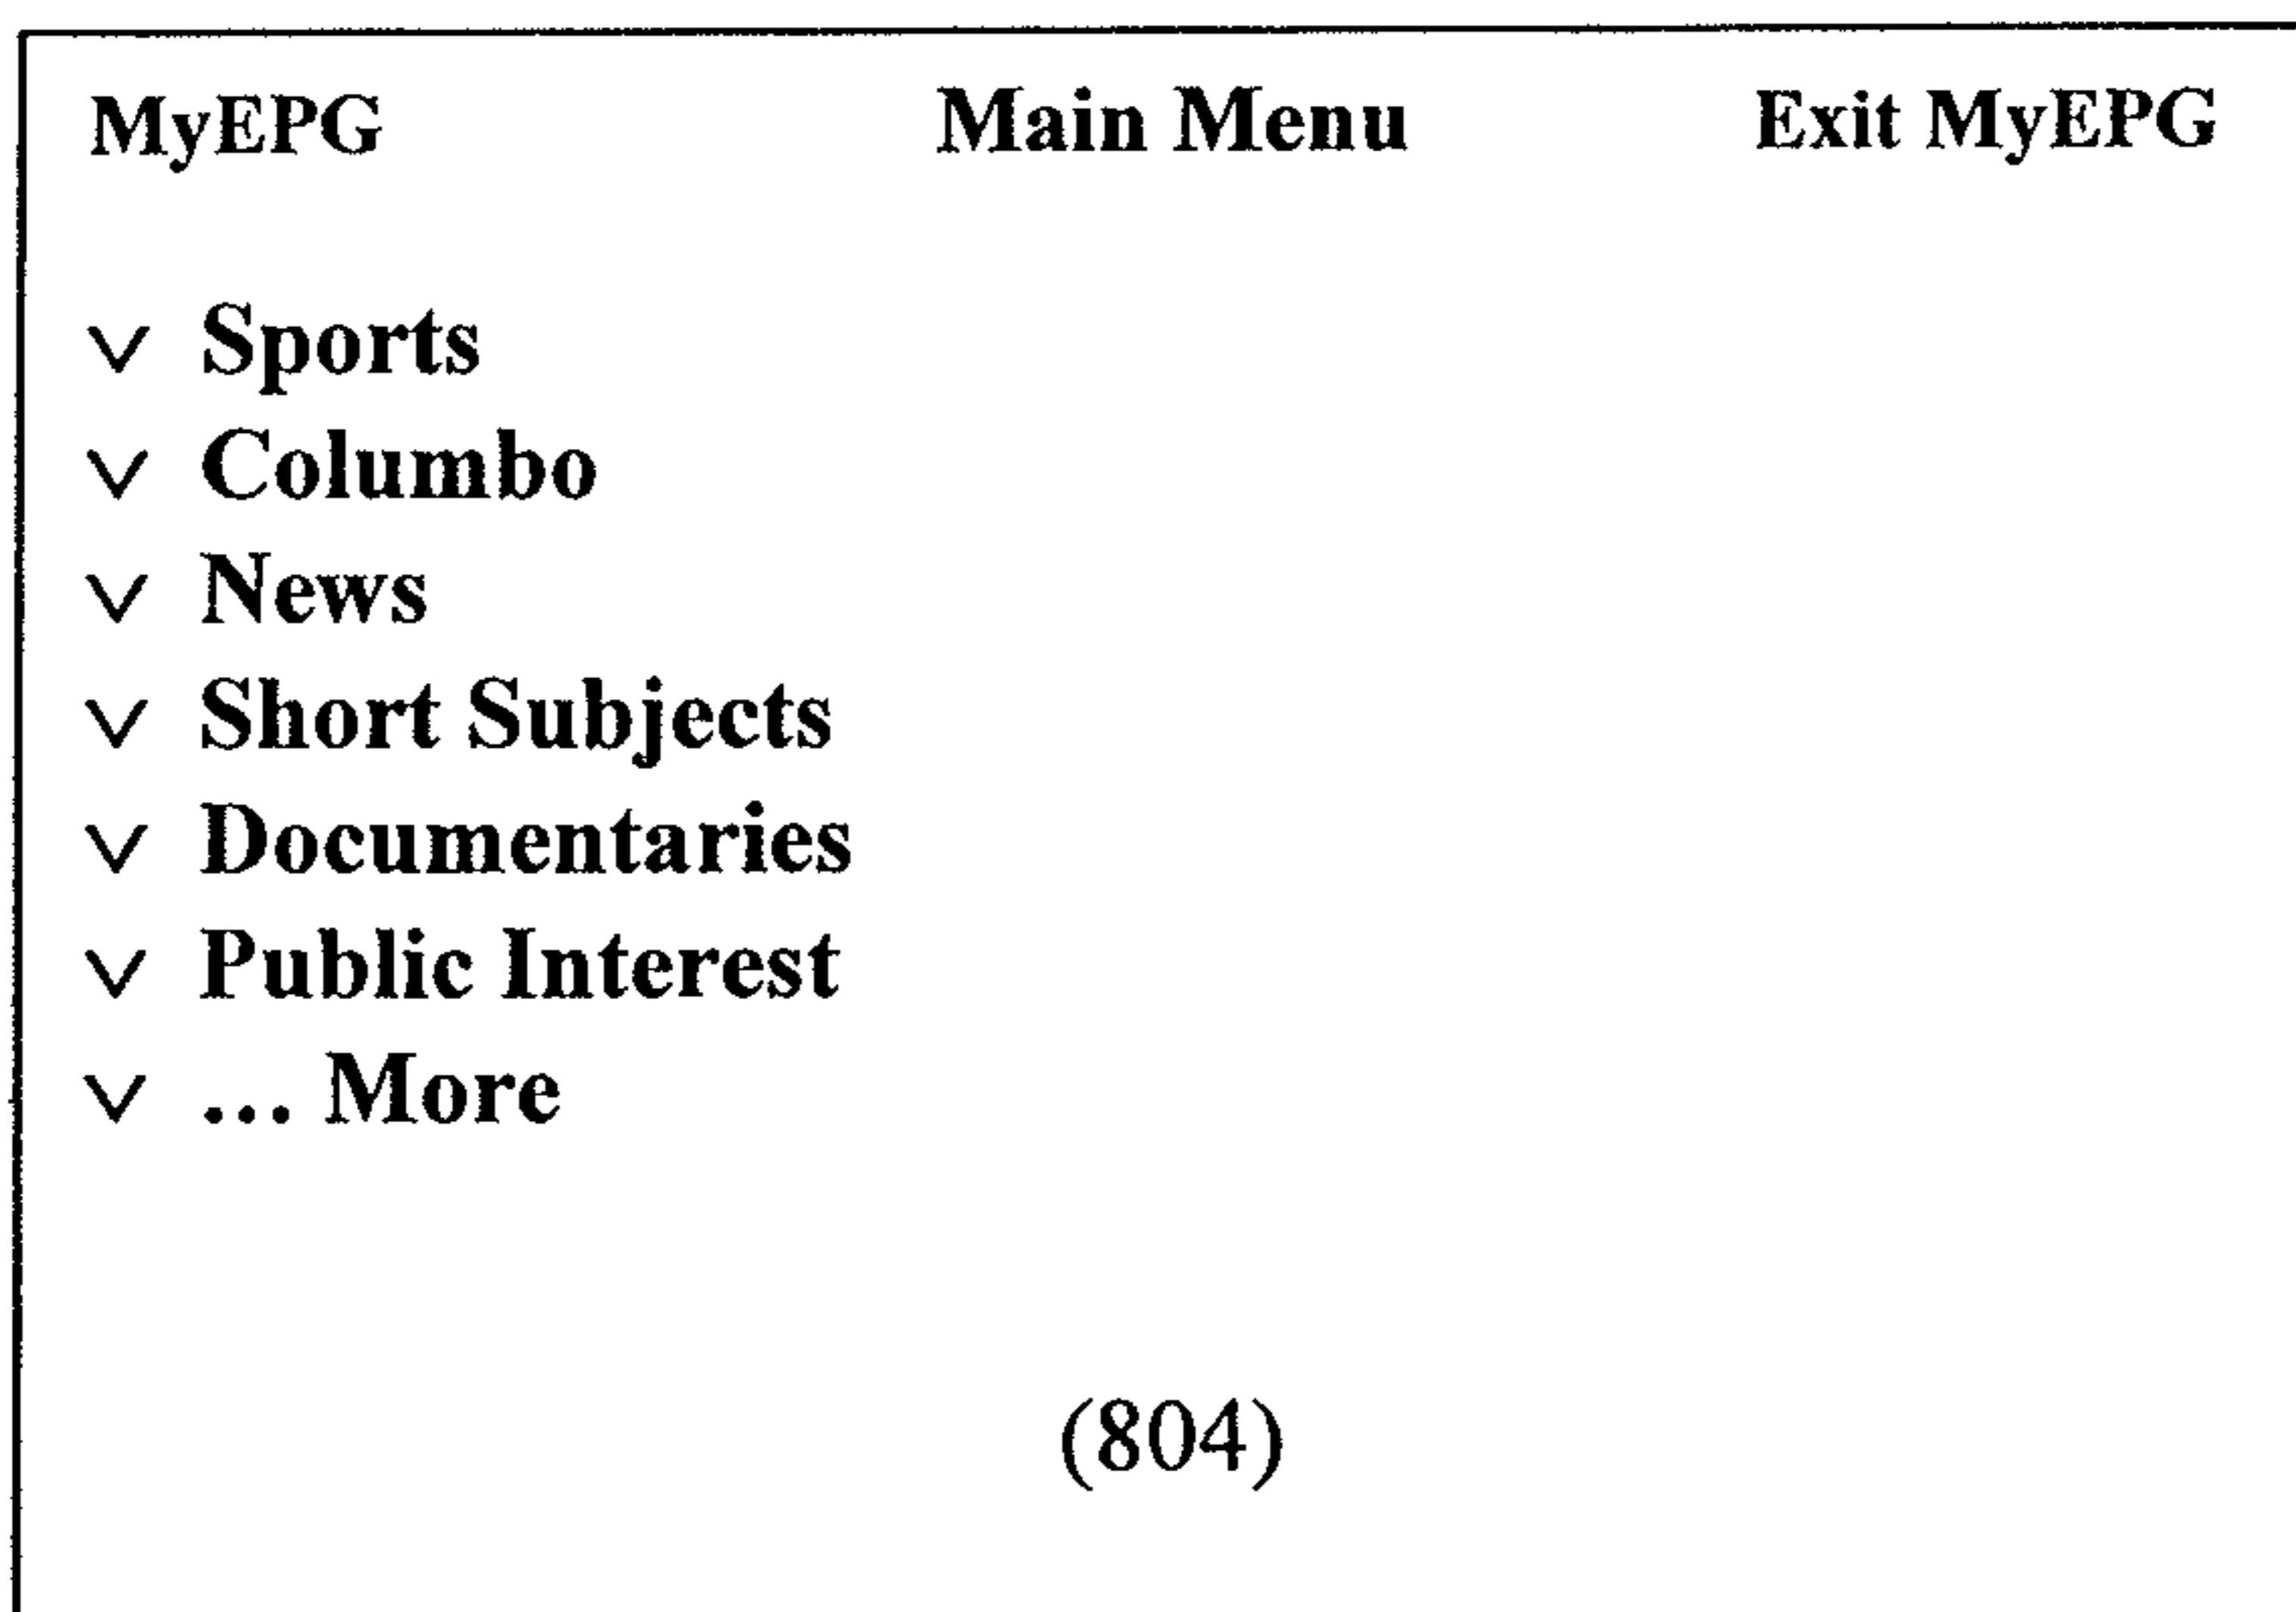 MyEPG Main Menu Exit MyEPG
∨ Sports
∨ Columbo
∨ News
∨ Short Subjects
∨ Documentaries
∨ Public Interest
∨ ... More
(804)